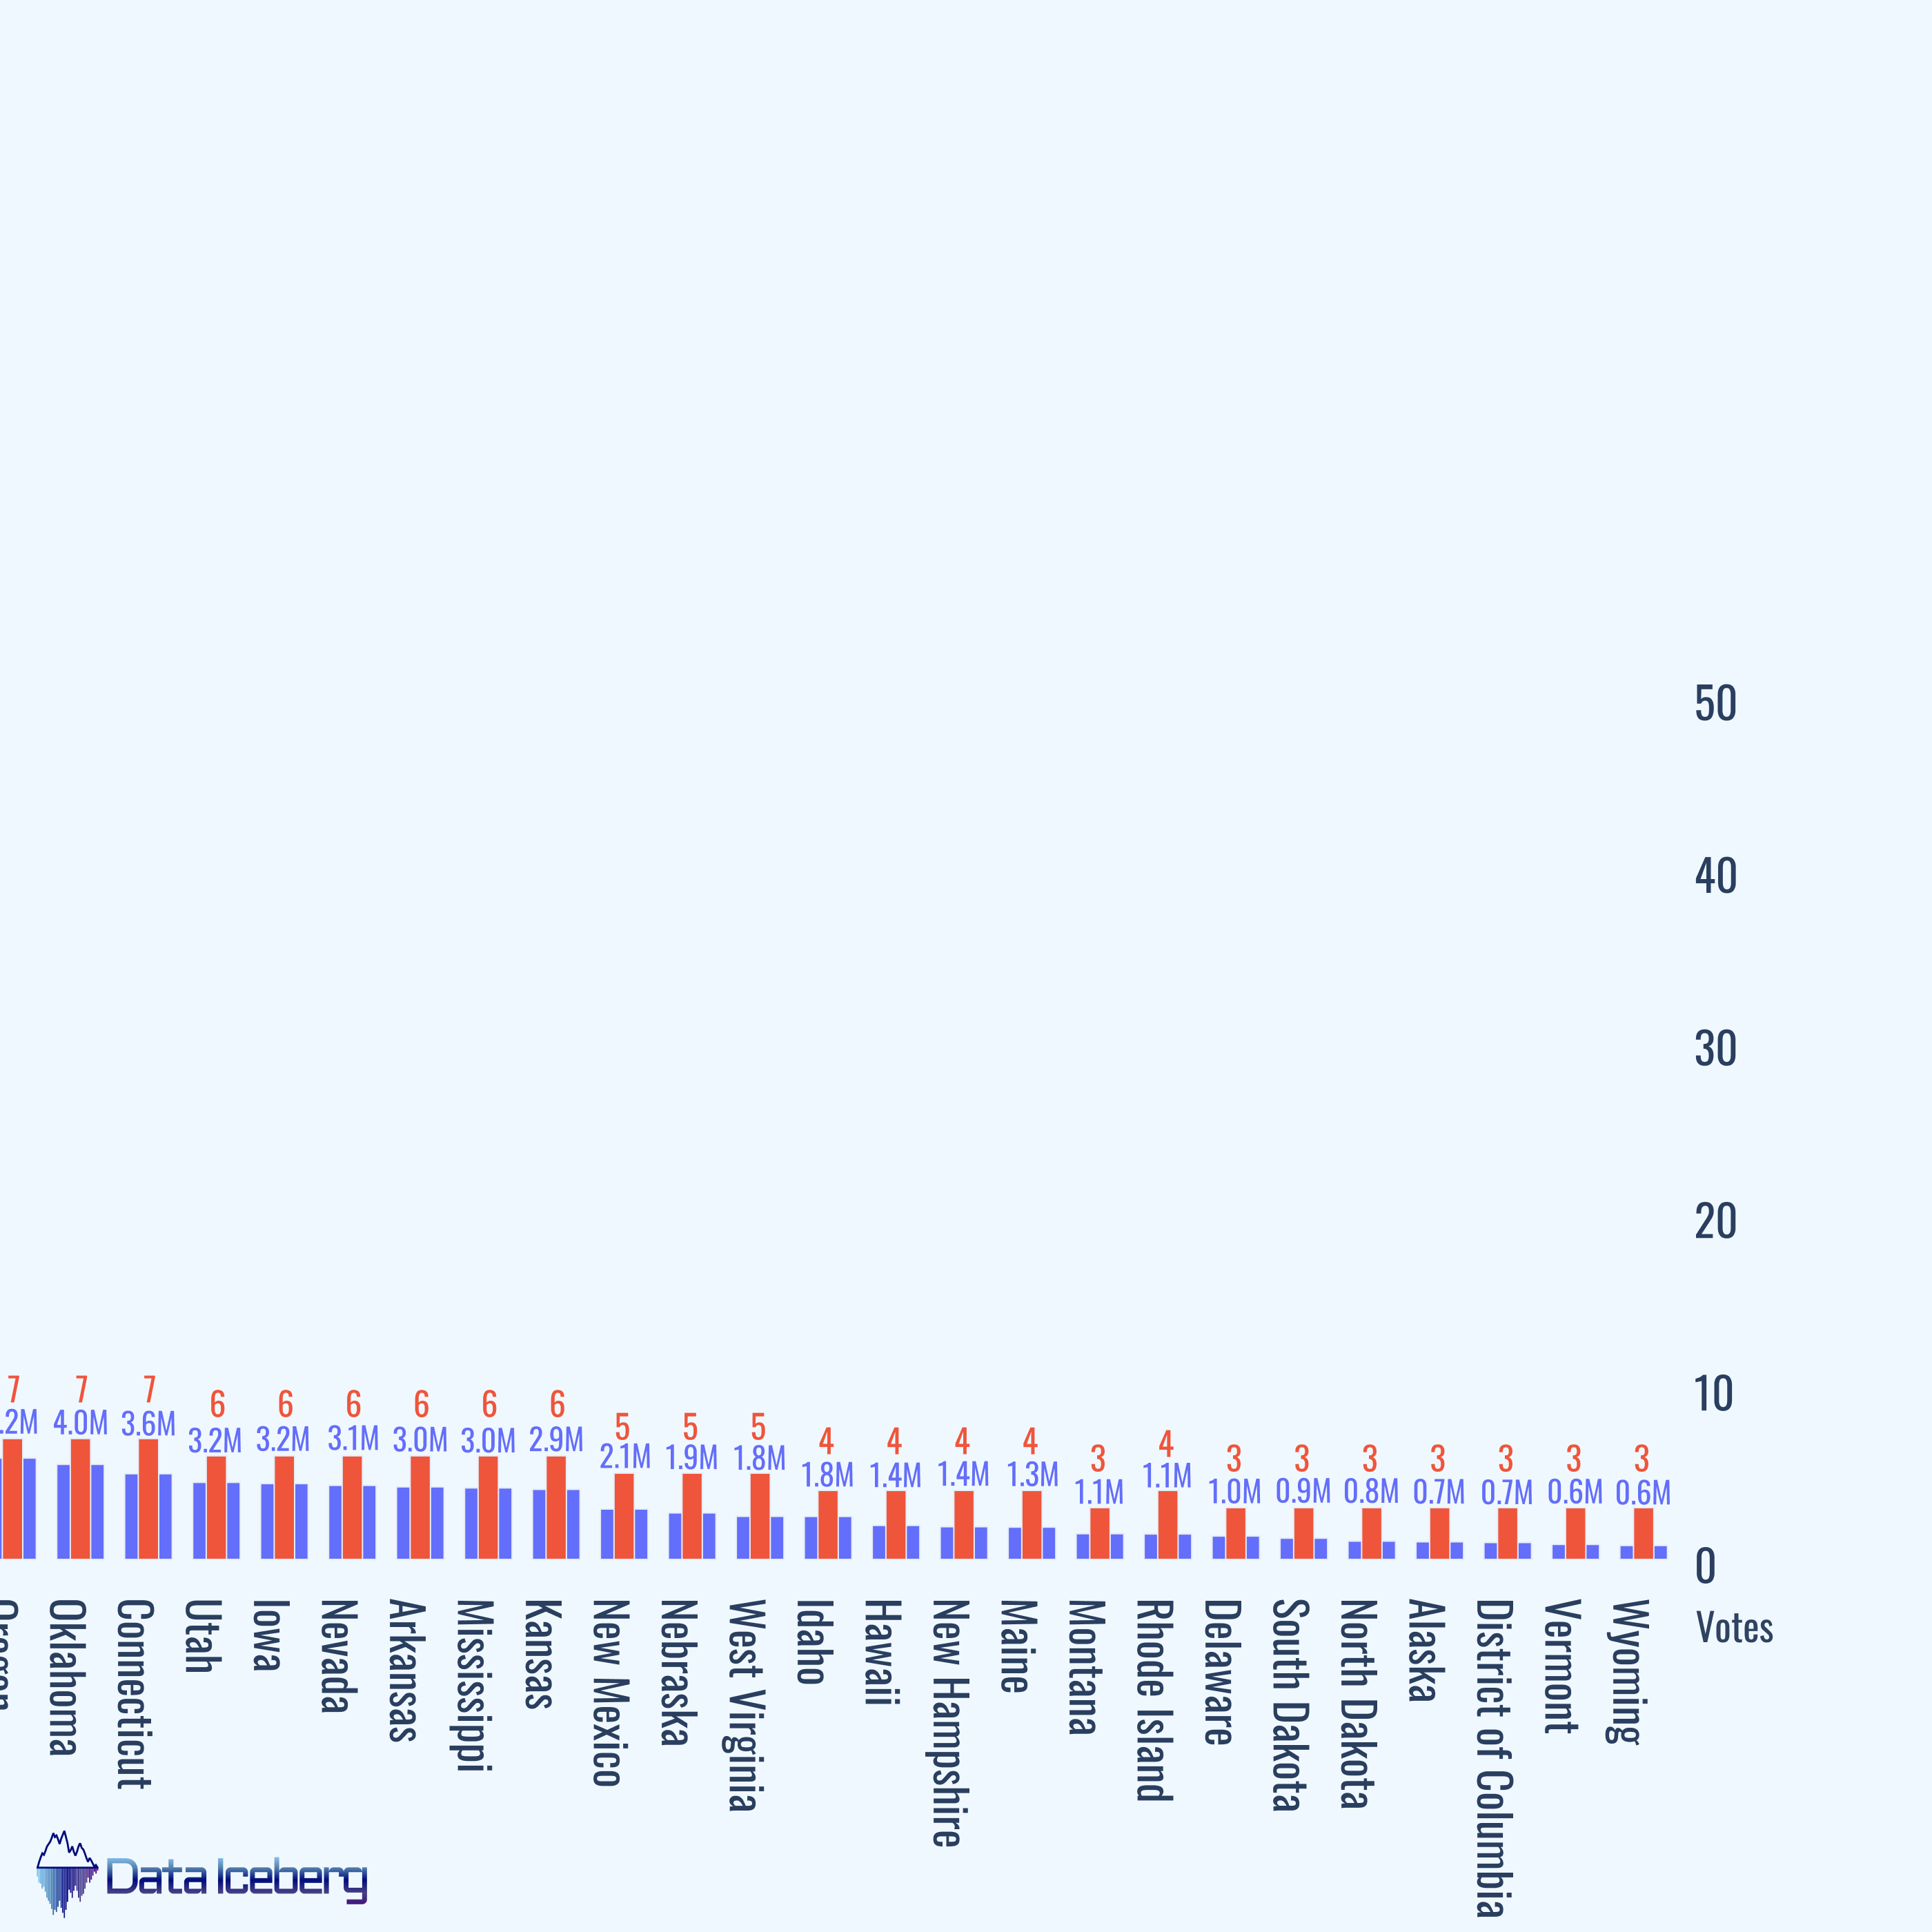 50
40
30
20
10
0
Votes
7 7 7 6 6 6 6 6 6 5 5 5 4 4 4 4 3 4 3 3 3 3 3 3 3
.2M 4.0M 3.6M 3.2M 3.2M 3.1M 3.0M 3.0M 2.9M 2.1M 1.9M 1.8M 1.8M 1.4M 1.4M 1.3M 1.1M 1.1M 1.0M 0.9M 0.8M 0.7M 0.7M 0.6M 0.6M
Oregon
Oklahoma
Connecticut
Utah
Iowa
Nevada
Arkansas
Mississippi
Kansas
New Mexico
Nebraska
West Virginia
Idaho
Hawaii
New Hampshire
Maine
Montana
Rhode Island
Delaware
South Dakota
North Dakota
Alaska
District of Columbia
Vermont
Wyoming
Data Iceberg